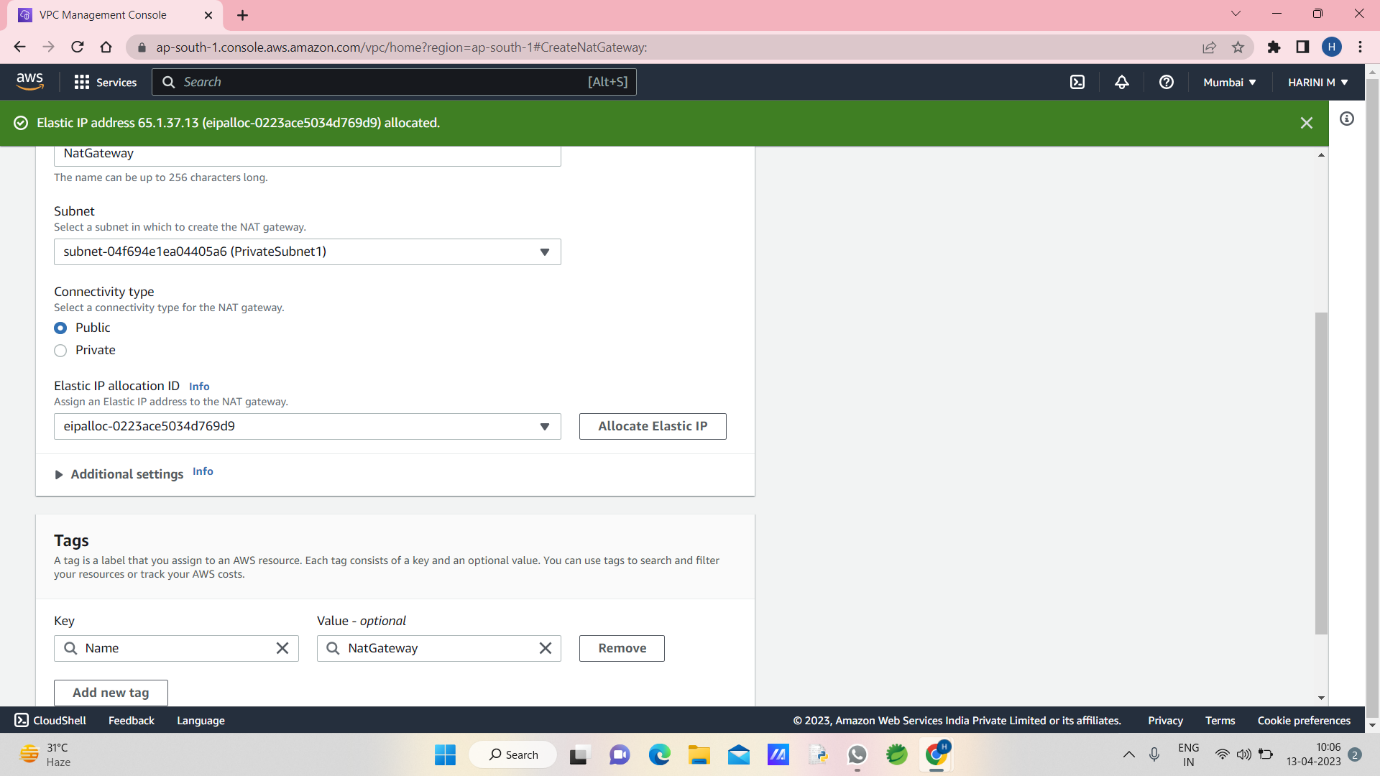 VPC Management Console
ap-south-1.console.aws.amazon.com/vpc/home?region=ap-south-1#CreateNatGateway:
H
aws
Services
Search
[Alt+S]
Mumbai
HARINI M
Elastic IP address 65.1.37.13 (eipalloc-0223ace5034d769d9) allocated.
NatGateway
The name can be up to 256 characters long.
Subnet
Select a subnet in which to create the NAT gateway.
subnet-04f694e1ea04405a6 (PrivateSubnet1)
Connectivity type
Select a connectivity type for the NAT gateway.
Public
Private
Elastic IP allocation ID Info
Assign an Elastic IP address to the NAT gateway.
eipalloc-0223ace5034d769d9
Allocate Elastic IP
Additional settings Info
Tags
A tag is a label that you assign to an AWS resource. Each tag consists of a key and an optional value. You can use tags to search and filter
your resources or track your AWS costs.
Key
Value - optional
Name
NatGateway
Remove
Add new tag
CloudShell
Feedback
Language
© 2023, Amazon Web Services India Private Limited or its affiliates.
Privacy
Terms
Cookie preferences
31°C
Haze
Search
H
ENG
IN
10:06
13-04-2023
2